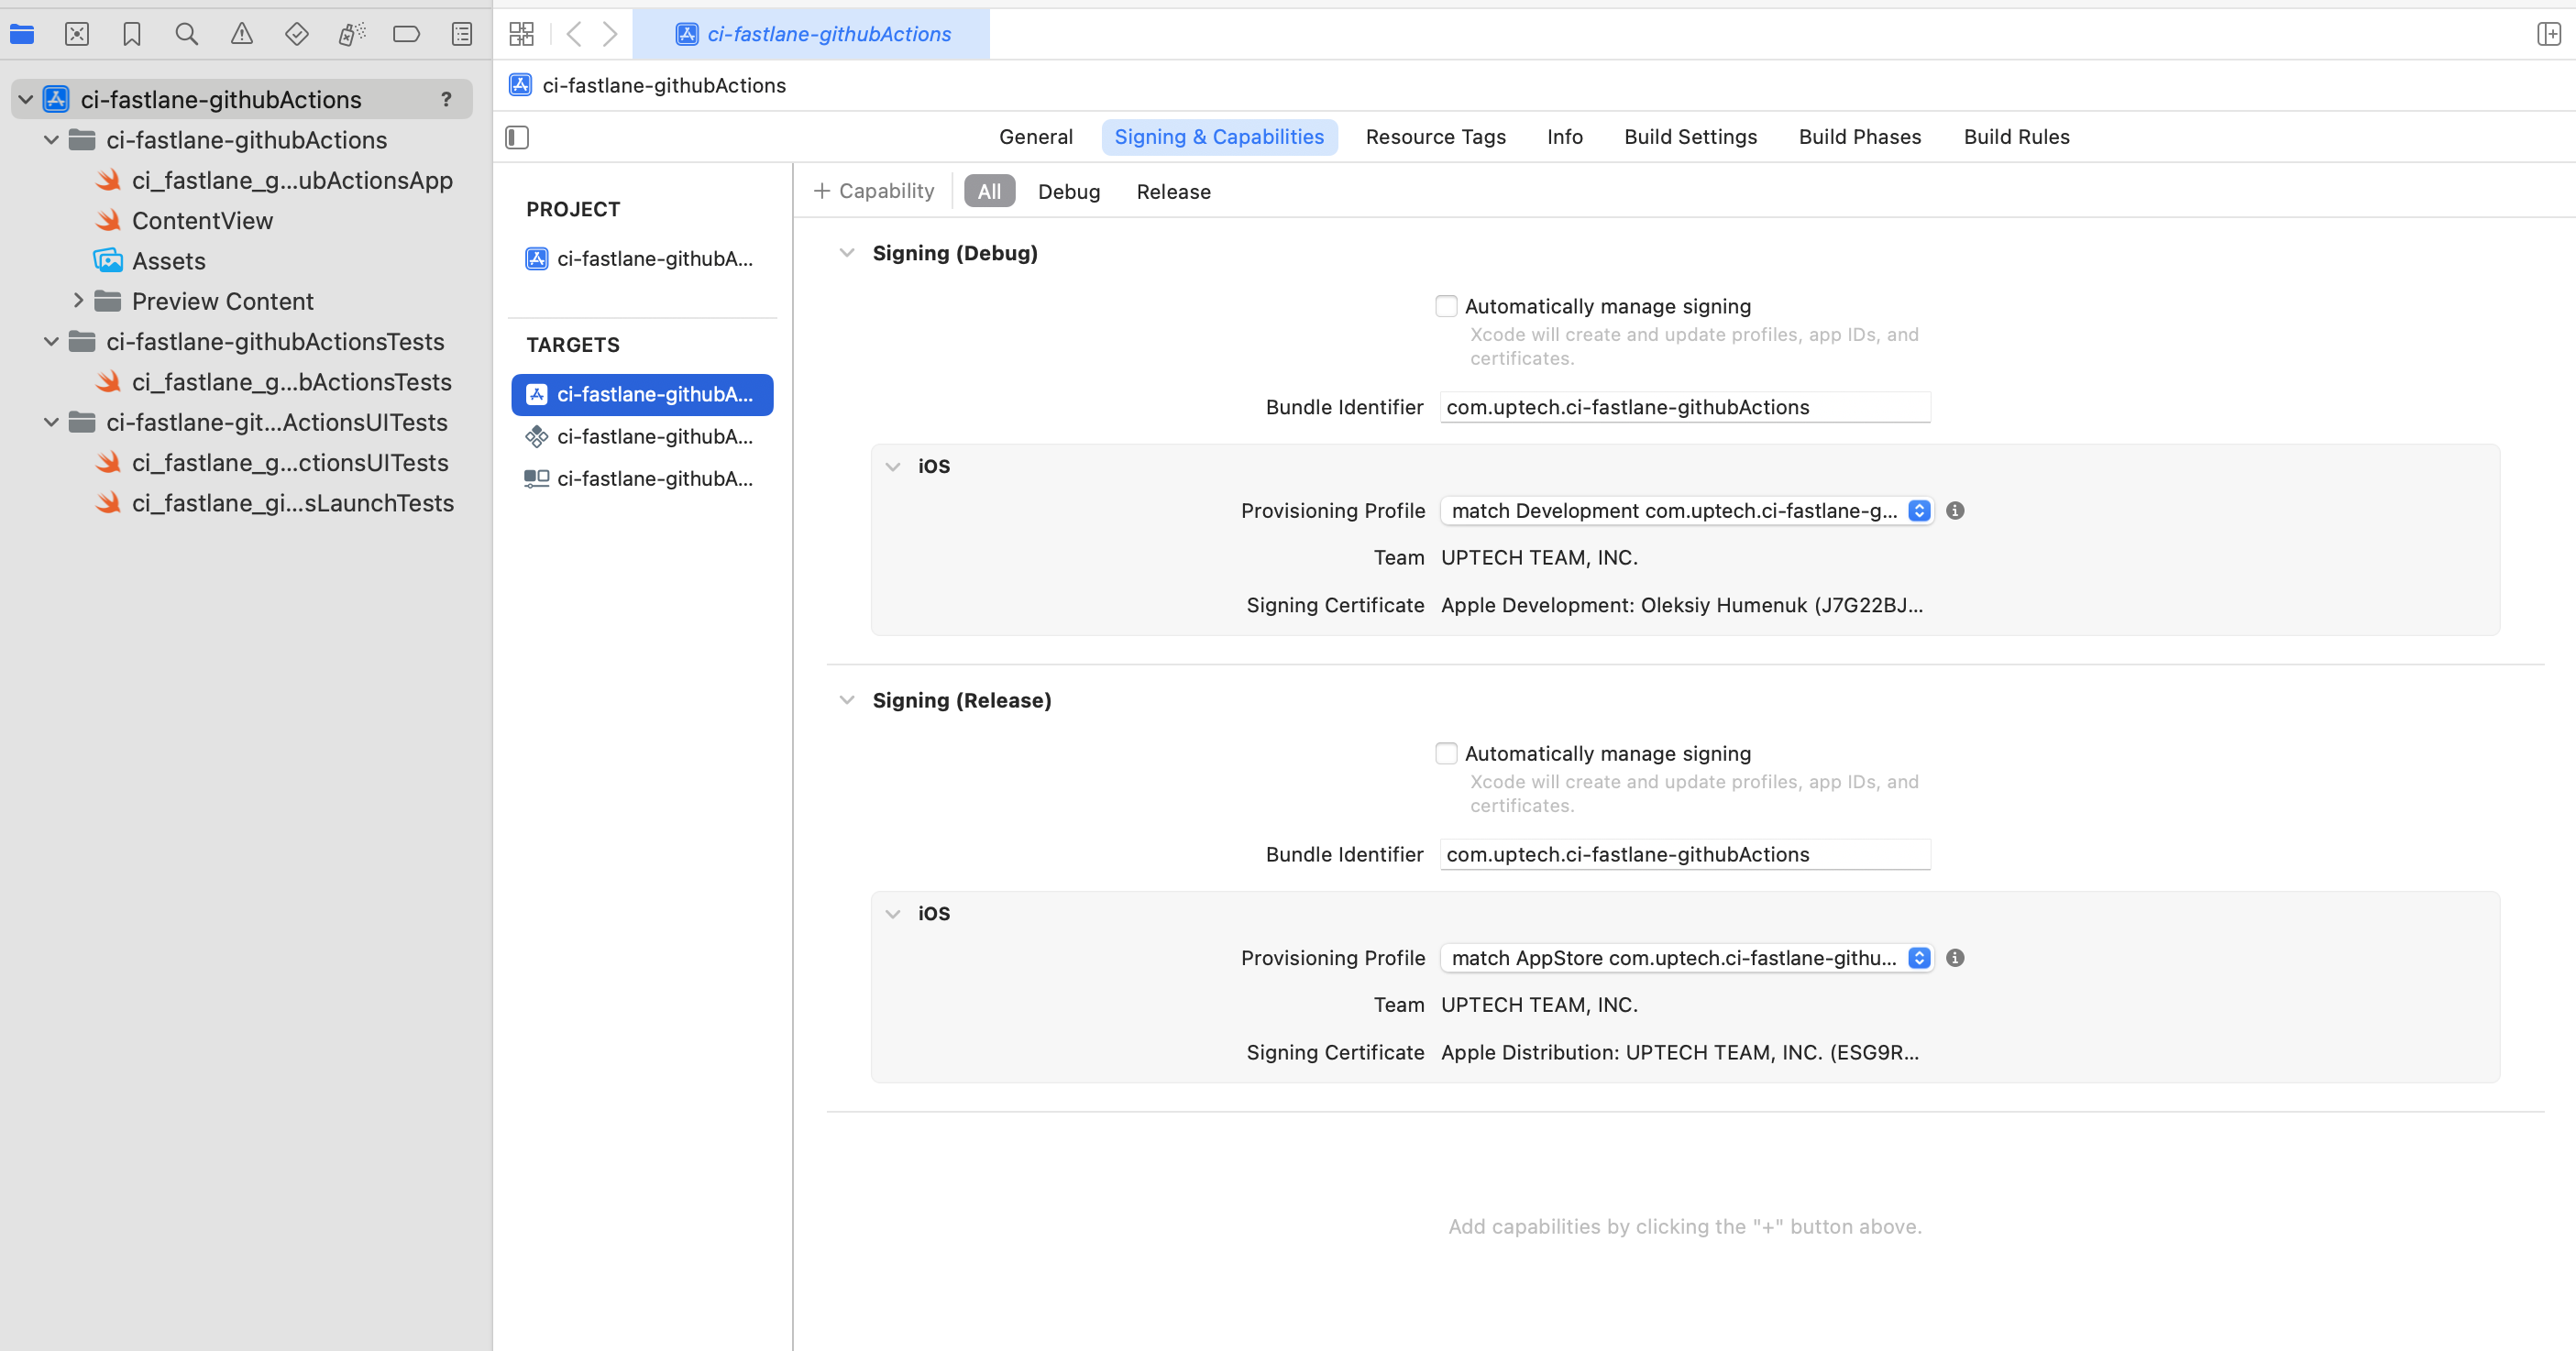 ci-fastlane-githubActions ?
ci-fastlane-githubActions
ci_fastlane_g...ubActionsApp
ContentView
Assets
Preview Content
ci-fastlane-githubActionsTests
ci_fastlane_g...bActionsTests
ci-fastlane-git...ActionsUITests
ci_fastlane_g...ctionsUITests
ci_fastlane_gi...sLaunchTests
ci-fastlane-githubActions
ci-fastlane-githubActions
General Signing & Capabilities Resource Tags Info Build Settings Build Phases Build Rules
PROJECT
ci-fastlane-githubA...
TARGETS
ci-fastlane-githubA...
ci-fastlane-githubA...
ci-fastlane-githubA...
+ Capability All Debug Release
Signing (Debug)
Automatically manage signing
Xcode will create and update profiles, app IDs, and
certificates.
Bundle Identifier com.uptech.ci-fastlane-githubActions
iOS
Provisioning Profile match Development com.uptech.ci-fastlane-g...
Team UPTECH TEAM, INC.
Signing Certificate Apple Development: Oleksiy Humenuk (J7G22BJ...
Signing (Release)
Automatically manage signing
Xcode will create and update profiles, app IDs, and
certificates.
Bundle Identifier com.uptech.ci-fastlane-githubActions
iOS
Provisioning Profile match AppStore com.uptech.ci-fastlane-githu...
Team UPTECH TEAM, INC.
Signing Certificate Apple Distribution: UPTECH TEAM, INC. (ESG9R...
Add capabilities by clicking the "+" button above.